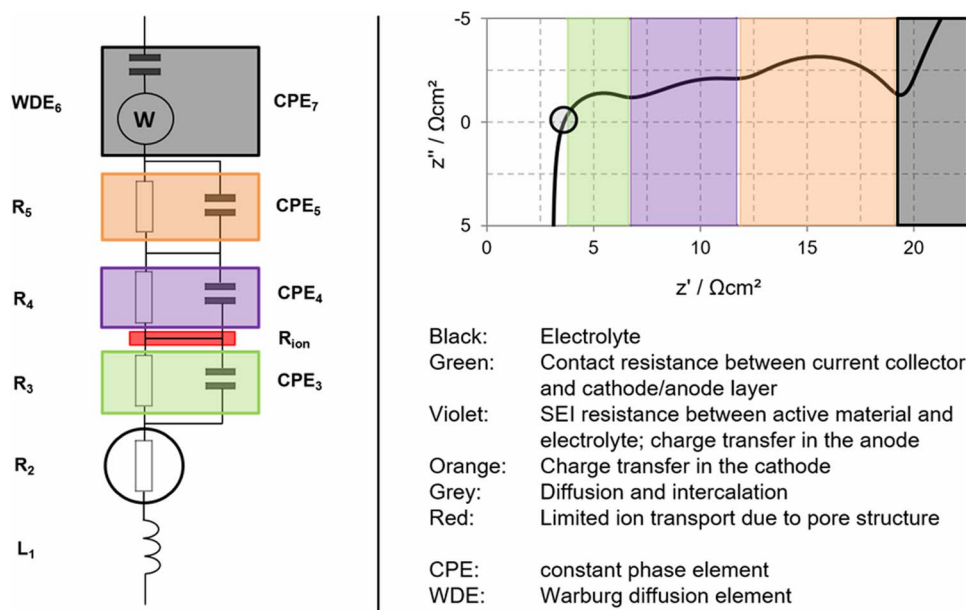 WDE6
W
CPE7
R5
CPE5
R4
CPE4
Rion
R3
CPE3
R2
L1
-5
0
5
z'' / Ωcm²
0
5
10
15
20
z' / Ωcm²
Black: Electrolyte
Green: Contact resistance between current collector
and cathode/anode layer
Violet: SEI resistance between active material and
electrolyte; charge transfer in the anode
Orange: Charge transfer in the cathode
Grey: Diffusion and intercalation
Red: Limited ion transport due to pore structure
CPE: constant phase element
WDE: Warburg diffusion element